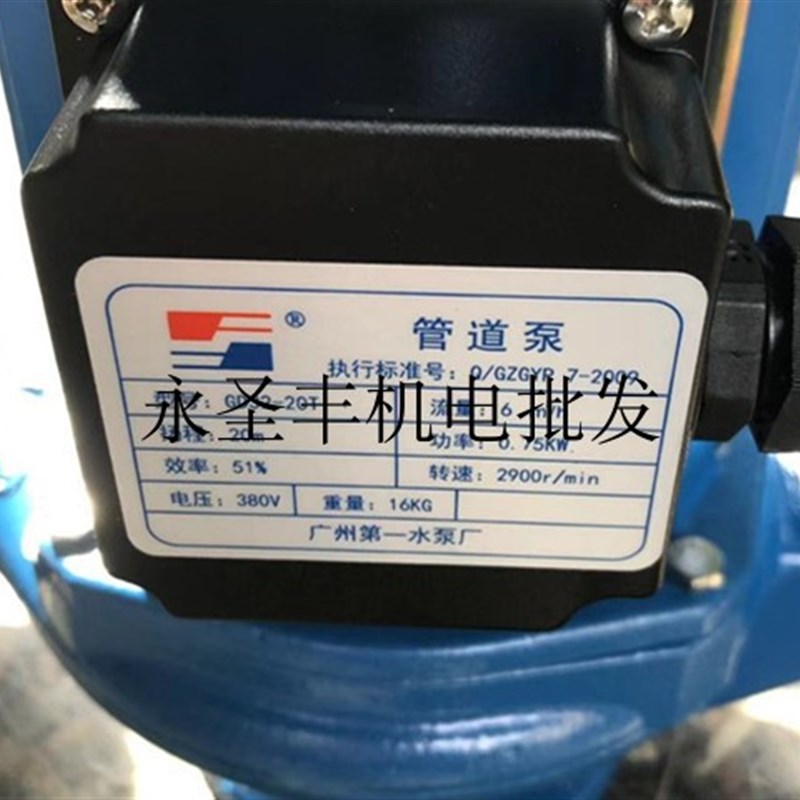 ®
管道泵
执行标准号: Q/GZGYB 7-2009
永圣丰机电批发
扬程: 20m
功率: 0.75KW
效率: 51% 转速: 2900r/min
电压: 380V 重量: 16KG
广州第一水泵厂